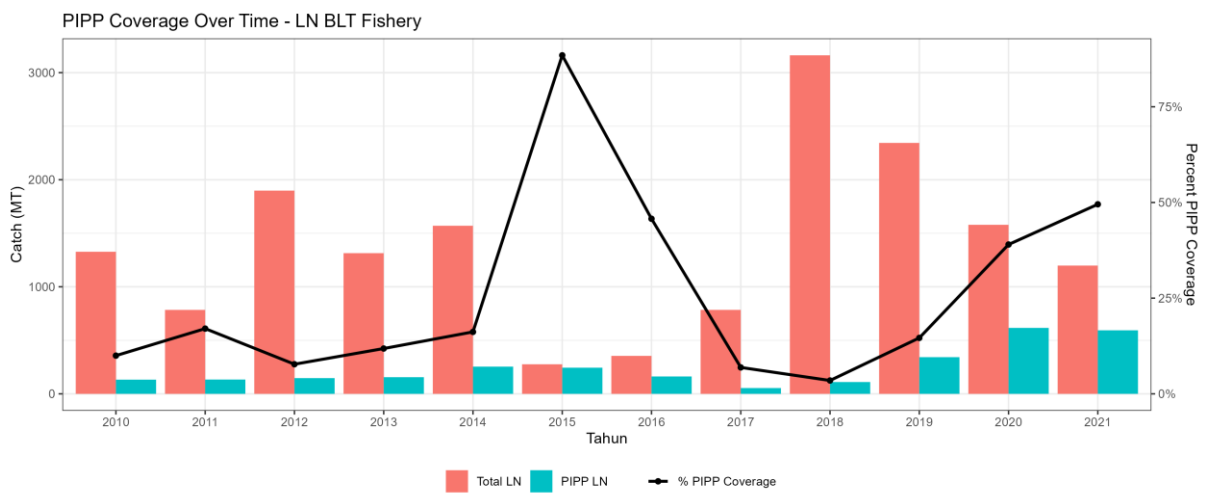 PIPP Coverage Over Time - LN BLT Fishery
Catch (MT)
3000
2000
1000
0
75%
50%
25%
0%
Percent PIPP Coverage
2010 2011 2012 2013 2014 2015 2016 2017 2018 2019 2020 2021
Tahun
Total LN PIPP LN % PIPP Coverage